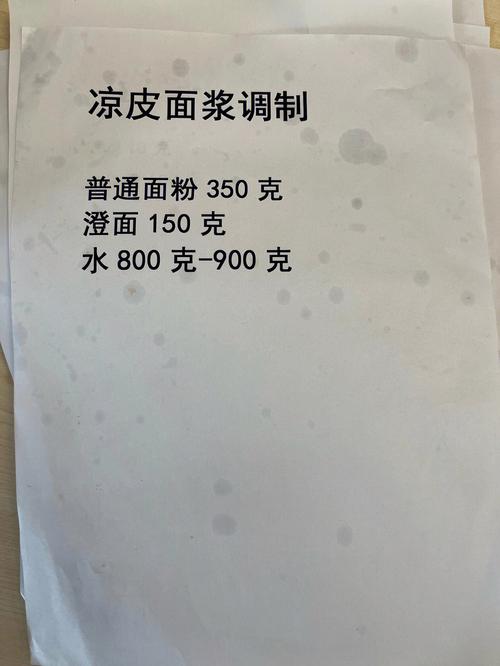 凉皮面浆调制
普通面粉 350 克
澄面 150 克
水 800 克-900 克